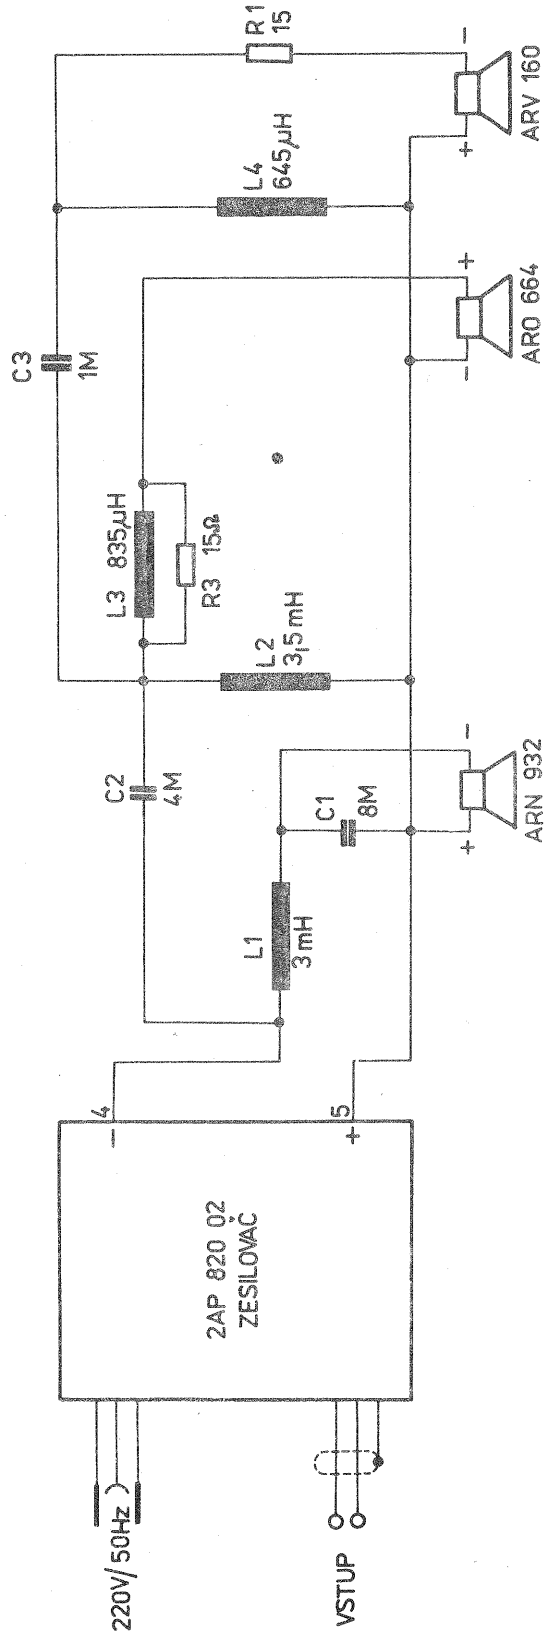 220V/50Hz
VSTUP
2AP 820 02
ZESILOVAČ
-
4
+
5
L1
3mH
C2
4M
C1
8M
+
-
ARN 932
L2
3,5mH
L3 835µH
R3 15Ω
C3
1M
-
+
ARO 664
L4
645µH
R1
15
+
-
ARV 160